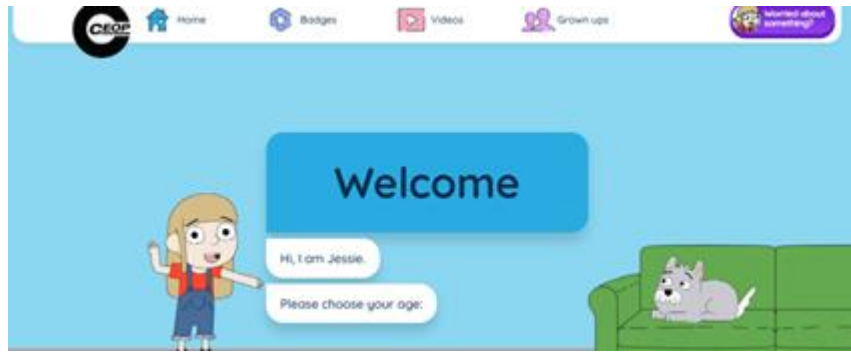 CEOP
Home
Badges
Videos
Grown ups
Worried about
something?
Welcome
Hi, I am Jessie.
Please choose your age: